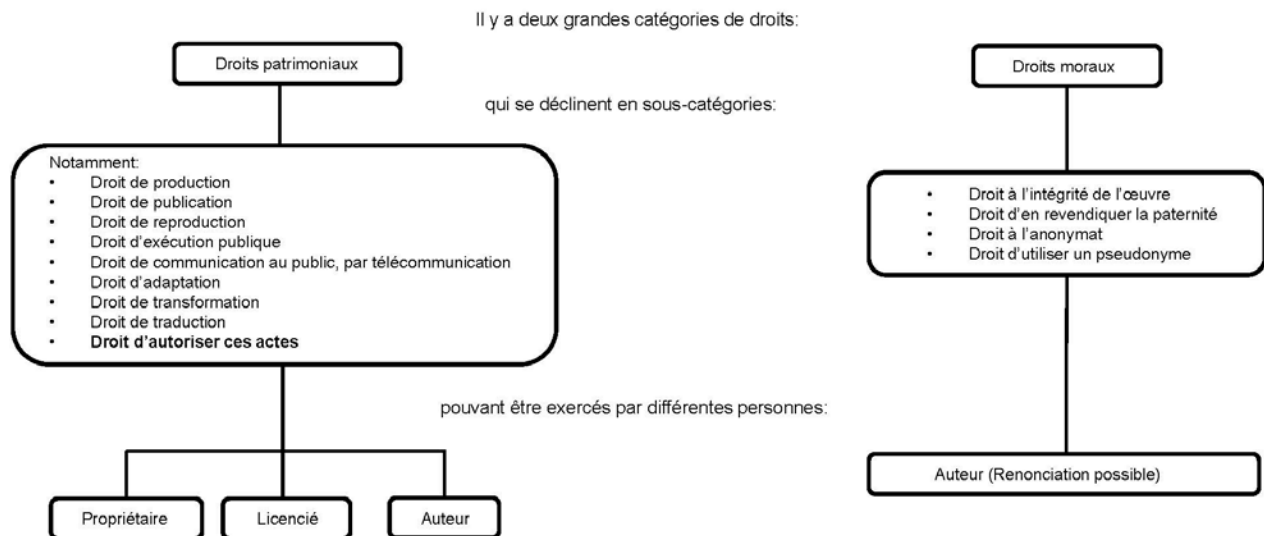 Il y a deux grandes catégories de droits:
Droits patrimoniaux
Droits moraux
qui se déclinent en sous-catégories:
Notamment:
• Droit de production
• Droit de publication
• Droit de reproduction
• Droit d'exécution publique
• Droit de communication au public, par télécommunication
• Droit d'adaptation
• Droit de transformation
• Droit de traduction
• Droit d'autoriser ces actes
• Droit à l'intégrité de l'œuvre
• Droit d'en revendiquer la paternité
• Droit à l'anonymat
• Droit d'utiliser un pseudonyme
pouvant être exercés par différentes personnes:
Propriétaire
Licencié
Auteur
Auteur (Renonciation possible)